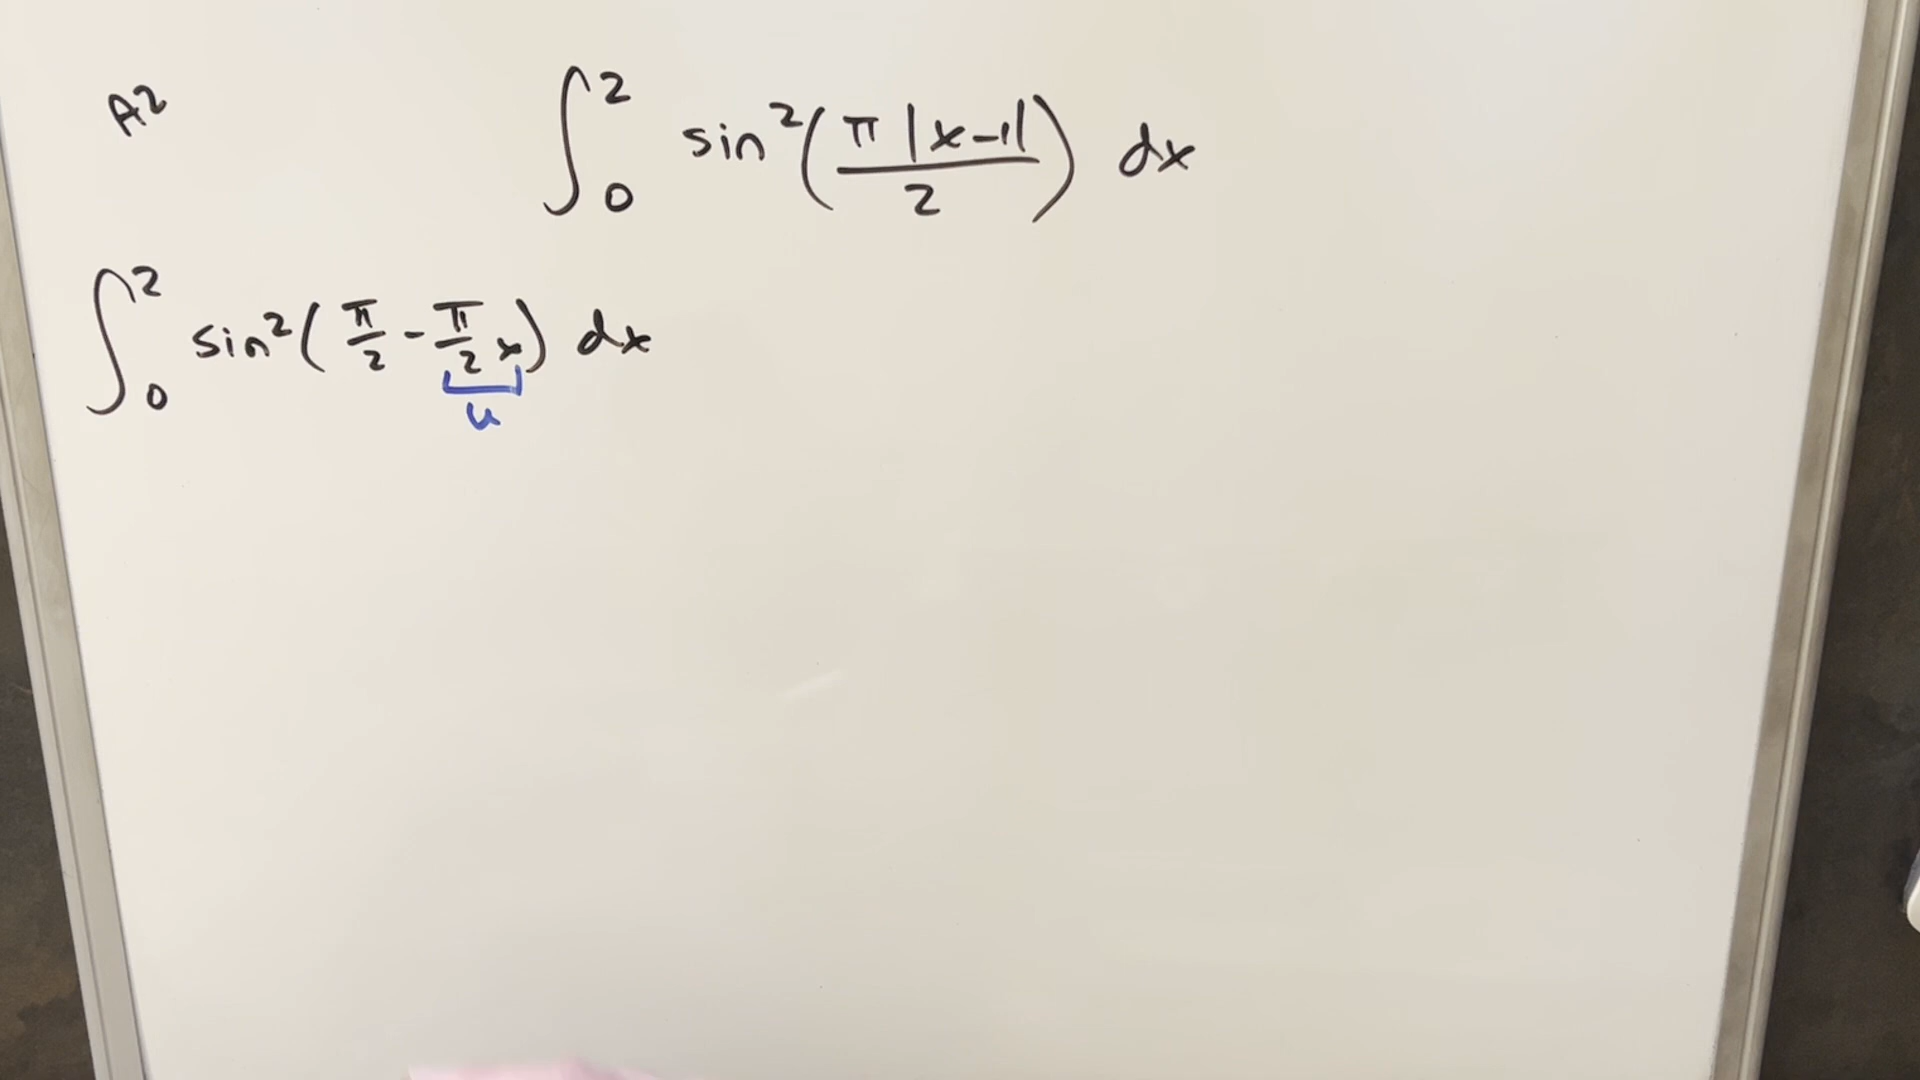 A2 ∫₀² sin²(π|x-1|/2) dx
∫₀² sin²(π/2 - π/2 x) dx
u